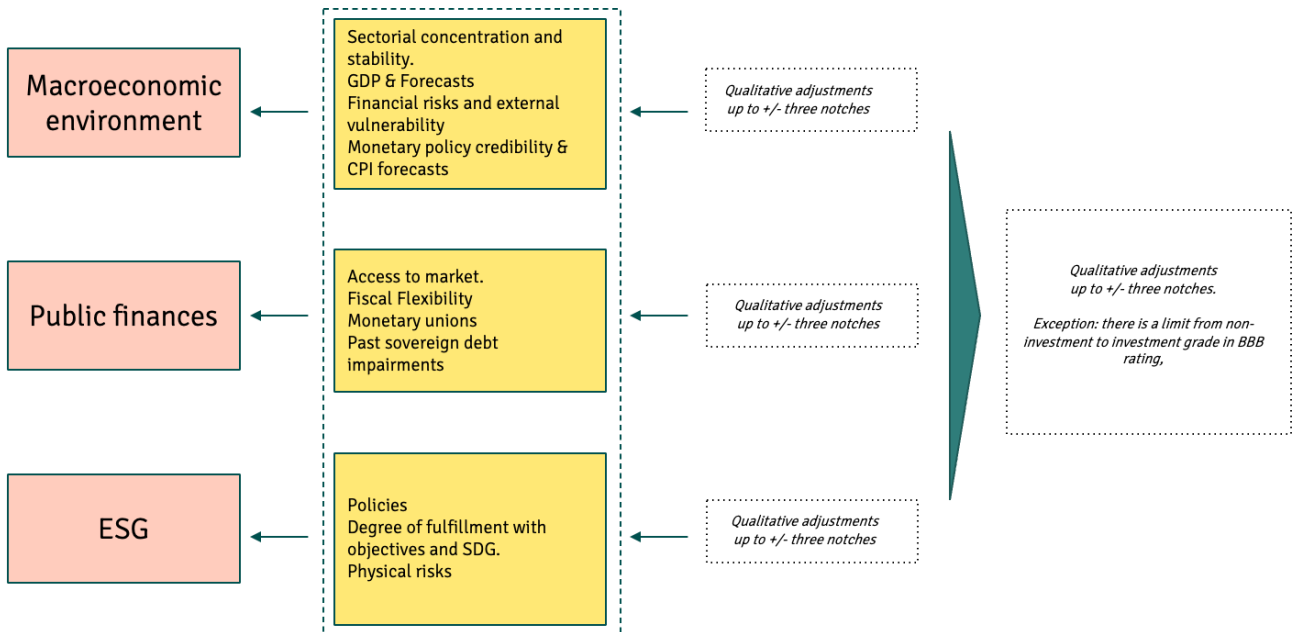 Macroeconomic
environment
Sectorial concentration and
stability.
GDP & Forecasts
Financial risks and external
vulnerability
Monetary policy credibility &
CPI forecasts
Qualitative adjustments
up to +/- three notches
Public finances
Access to market.
Fiscal Flexibility
Monetary unions
Past sovereign debt
impairments
Qualitative adjustments
up to +/- three notches
ESG
Policies
Degree of fulfillment with
objectives and SDG.
Physical risks
Qualitative adjustments
up to +/- three notches
Qualitative adjustments
up to +/- three notches.
Exception: there is a limit from non-
investment to investment grade in BBB
rating,